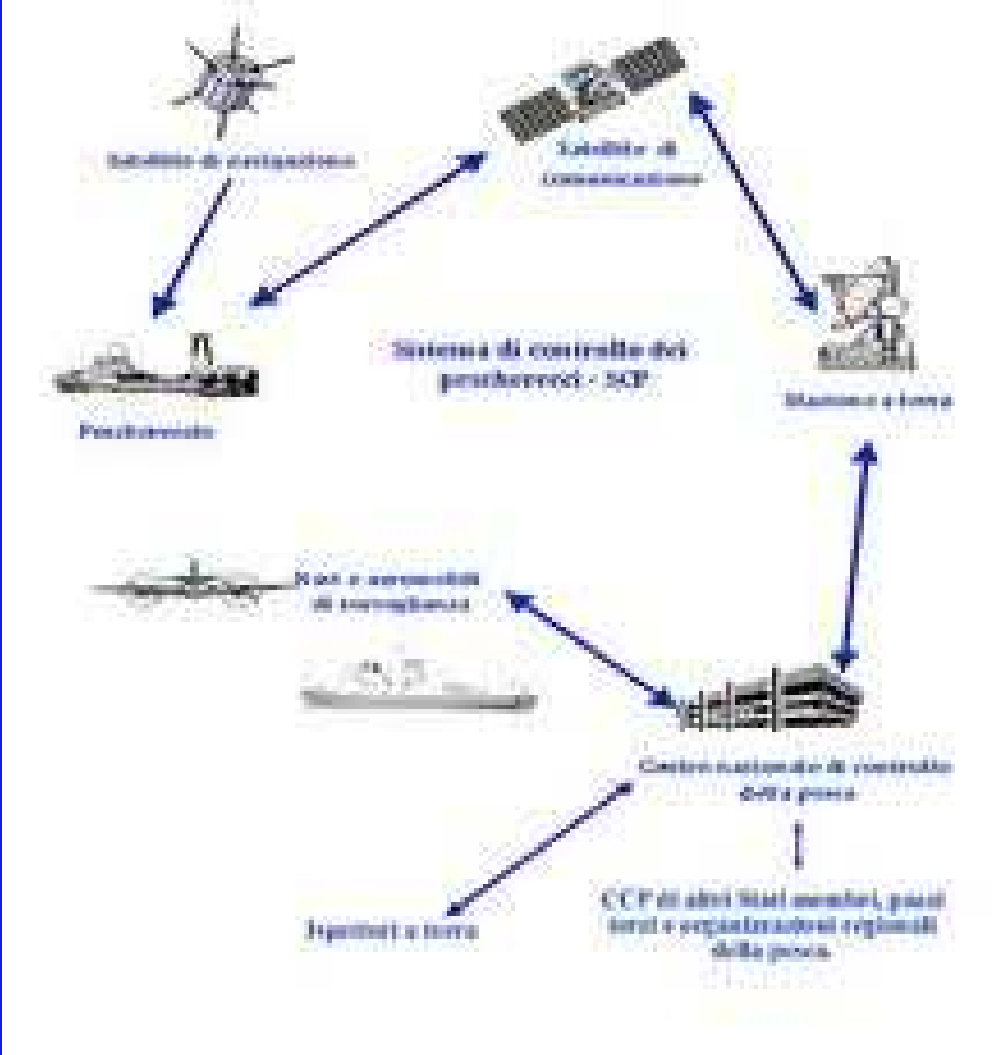 Satellite di navigazione
Satellite di
comunicazione
Sistema di controllo dei
pescherecci - SCP
Stazione a terra
Peschereccio
Navi e aeromobili
di sorveglianza
Centro nazionale di controllo
della pesca
Ispettori a terra
CCP di altri Stati membri, paesi
terzi e organizzazioni regionali
della pesca